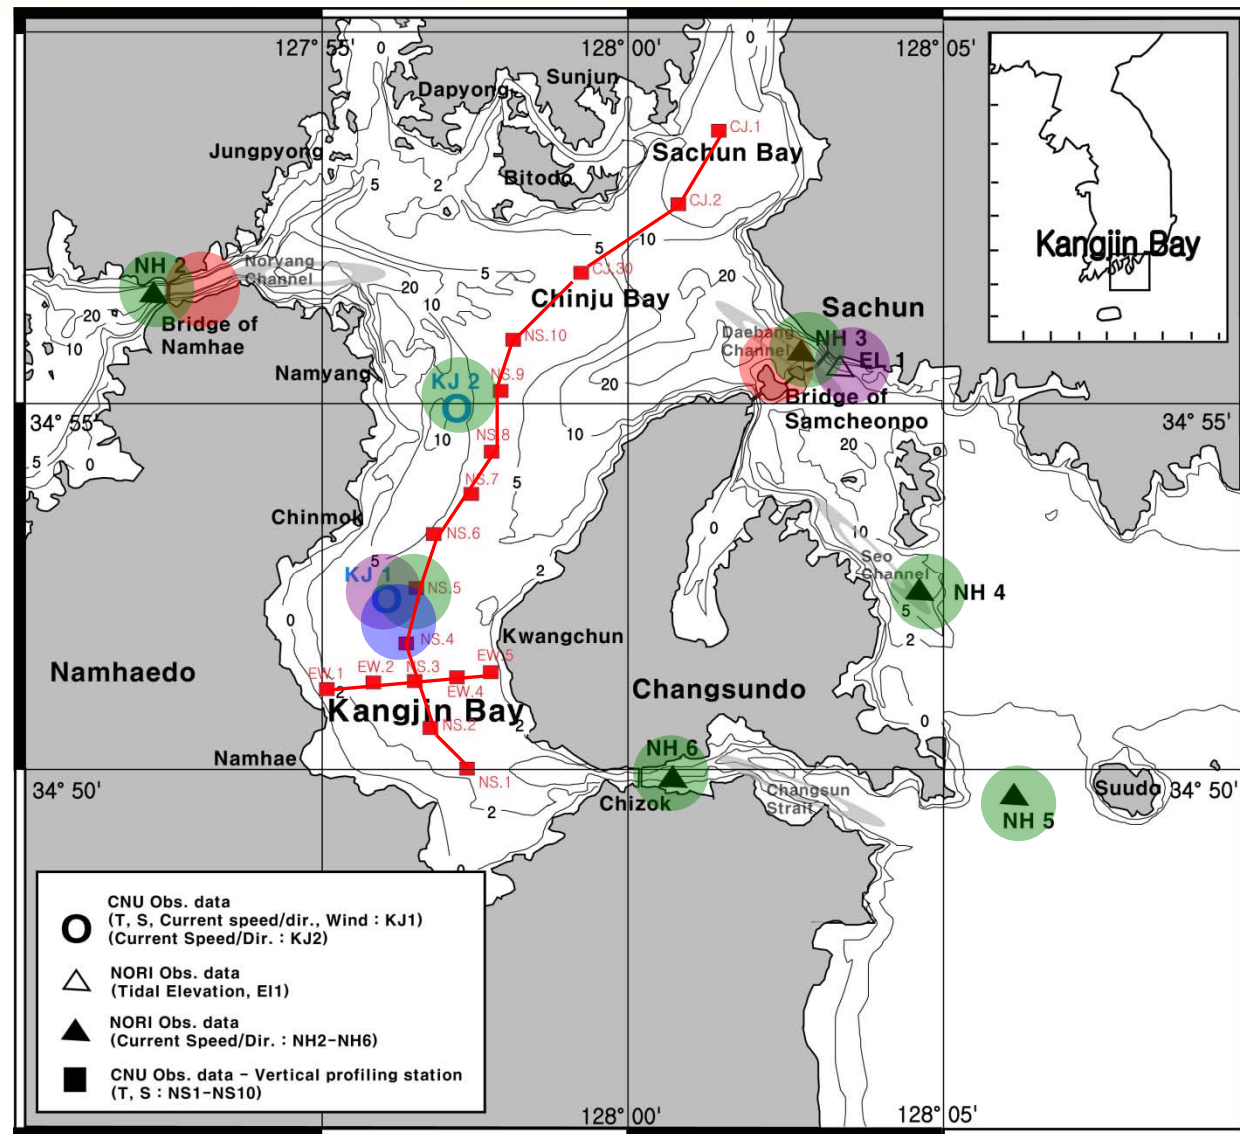 127° 55'
128° 00'
128° 05'
0
0
Sunjun
Dapyong
CJ.1
Jungpyong
Sachun Bay
Bitodo
5
2
CJ.2
Kangjin Bay
10
5
NH 2
Noryang
Channel
5
CJ.30
20
20
10
Chinju Bay
Sachun
20
Bridge of
Namhae
10
NS.10
Daebang
Channel
NH 3
EL.1
Namyang
KJ 2
NS.9
20
Bridge of
Samcheonpo
34° 55'
34° 55'
10
NS.8
10
20
5
0
NS.7
5
Chinmok
NS.6
0
10
5
2
Seo
Channel
KJ 1
NS.5
NH 4
5
0
2
NS.4
Kwangchun
EW.1
EW.2
NS.3
EW.5
EW.4
Namhaedo
2
Changsundo
Kangjin Bay
NS.2
2
0
Namhae
NH 6
NS.1
34° 50'
Chizok
Changsun
Strait
Suudo
34° 50'
2
NH 5
0
CNU Obs. data
(T, S, Current speed/dir., Wind : KJ1)
(Current Speed/Dir. : KJ2)
NORI Obs. data
(Tidal Elevation, El1)
NORI Obs. data
(Current Speed/Dir. : NH2-NH6)
CNU Obs. data - Vertical profiling station
(T, S : NS1-NS10)
128° 00'
128° 05'